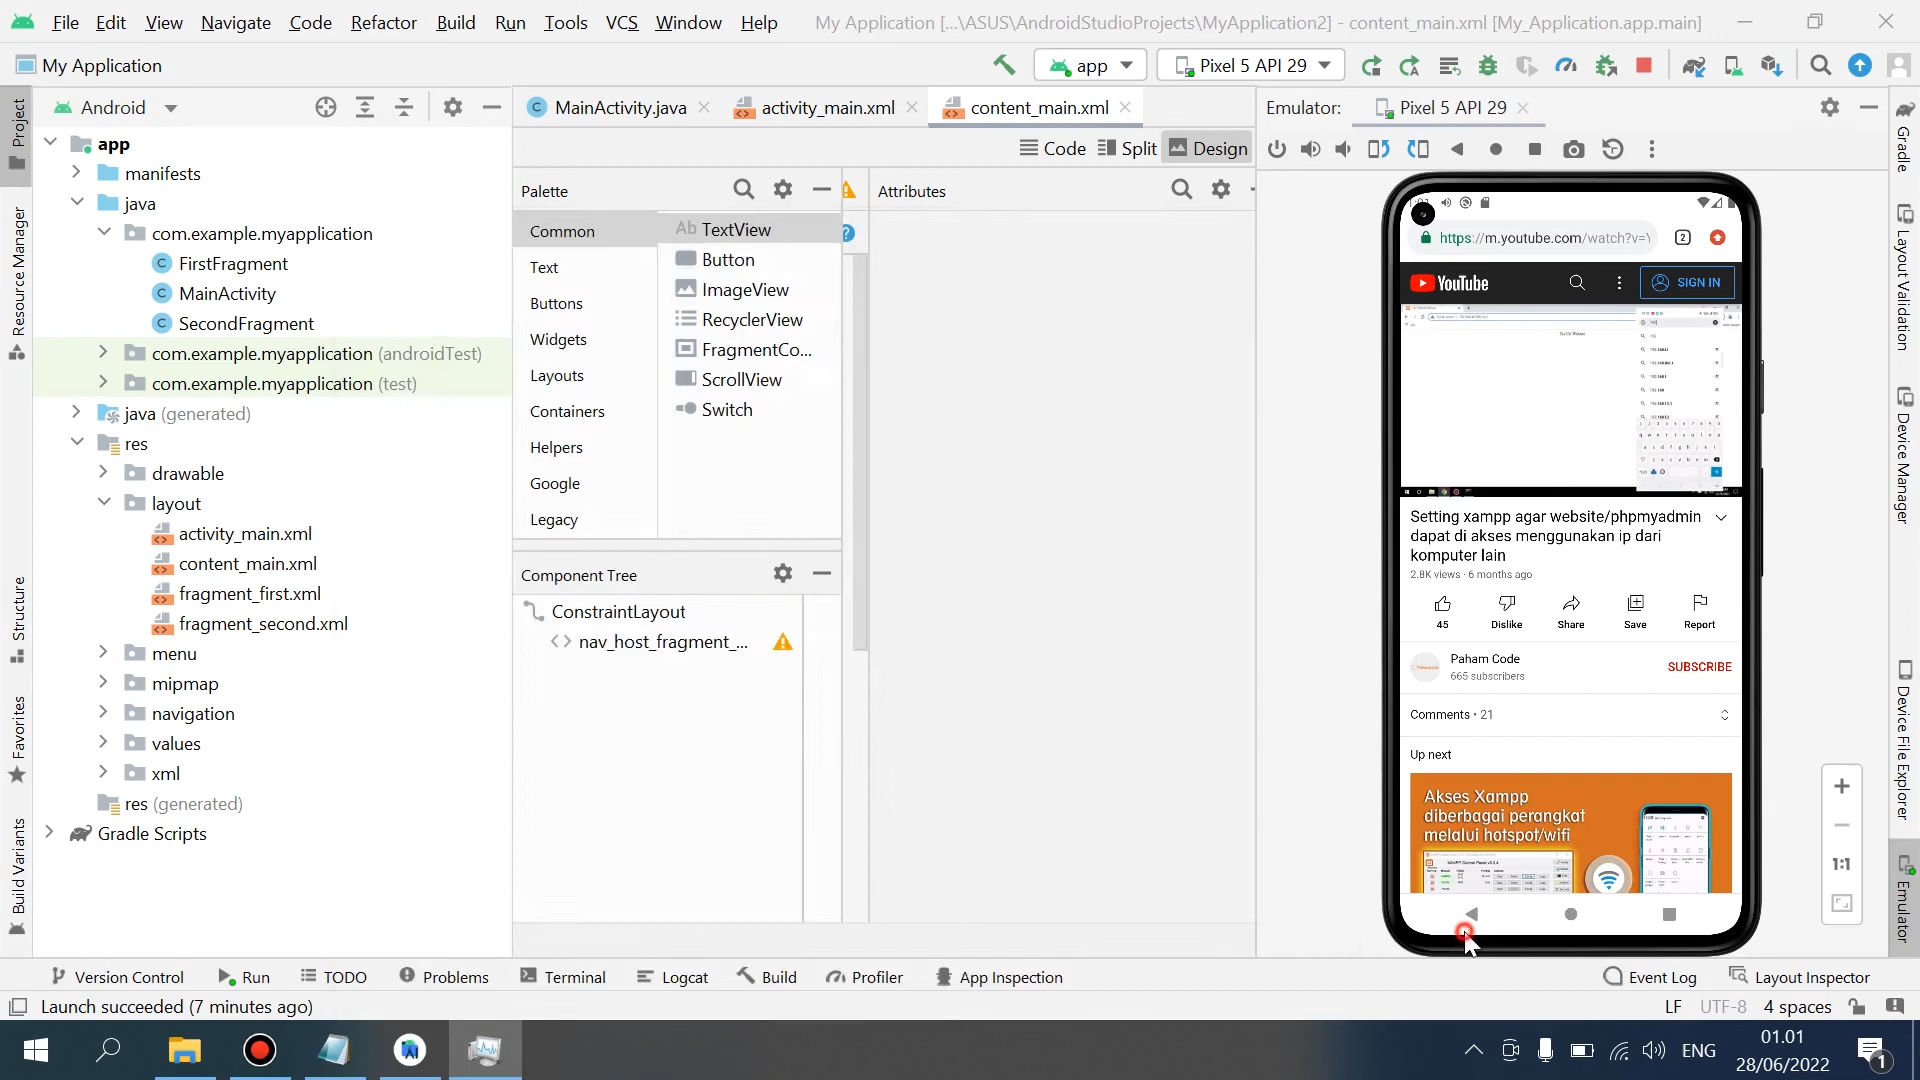 File Edit View Navigate Code Refactor Build Run Tools VCS Window Help My Application [...\ASUS\AndroidStudioProjects\MyApplication2] - content_main.xml [My_Application.app.main]
My Application
app
Pixel 5 API 29
Project
Resource Manager
Structure
Favorites
Build Variants
Android
app
manifests
java
com.example.myapplication
FirstFragment
MainActivity
SecondFragment
com.example.myapplication (androidTest)
com.example.myapplication (test)
java (generated)
res
drawable
layout
activity_main.xml
content_main.xml
fragment_first.xml
fragment_second.xml
menu
mipmap
navigation
values
xml
res (generated)
Gradle Scripts
MainActivity.java
activity_main.xml
content_main.xml
Code Split Design
Palette
Common
Text
Buttons
Widgets
Layouts
Containers
Helpers
Google
Legacy
Ab TextView
Button
ImageView
RecyclerView
FragmentCo...
ScrollView
Switch
Component Tree
ConstraintLayout
nav_host_fragment_...
Attributes
Emulator: Pixel 5 API 29
https://m.youtube.com/watch?v=
2
YouTube
SIGN IN
Setting xampp agar website/phpmyadmin
dapat di akses menggunakan ip dari
komputer lain
2.8K views · 6 months ago
45 Dislike Share Save Report
Paham Code
665 subscribers
SUBSCRIBE
Comments • 21
Up next
Akses Xampp
diberbagai perangkat
melalui hotspot/wifi
1:1
Gradle
Layout Validation
Device Manager
Device File Explorer
Emulator
Version Control Run TODO Problems Terminal Logcat Build Profiler App Inspection Event Log Layout Inspector
Launch succeeded (7 minutes ago)
LF UTF-8 4 spaces
ENG
01.01
28/06/2022
1